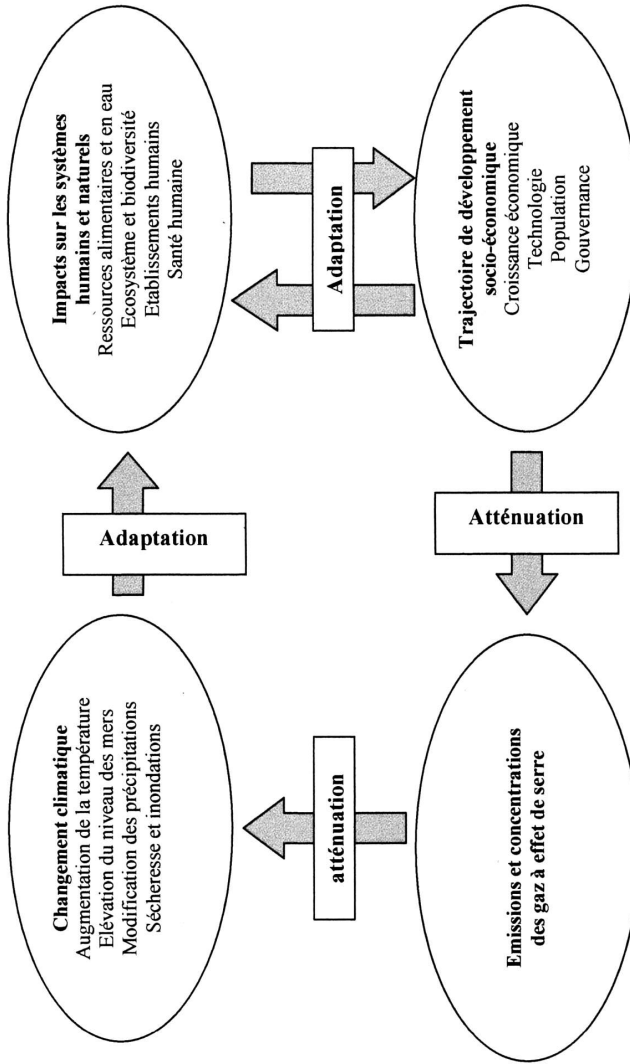 Changement climatique
Augmentation de la température
Elévation du niveau des mers
Modification des précipitations
Sécheresse et inondations
Adaptation
Impacts sur les systèmes
humains et naturels
Ressources alimentaires et en eau
Ecosystème et biodiversité
Etablissements humains
Santé humaine
atténuation
Adaptation
Emissions et concentrations
des gaz à effet de serre
Atténuation
Trajectoire de développement
socio-économique
Croissance économique
Technologie
Population
Gouvernance